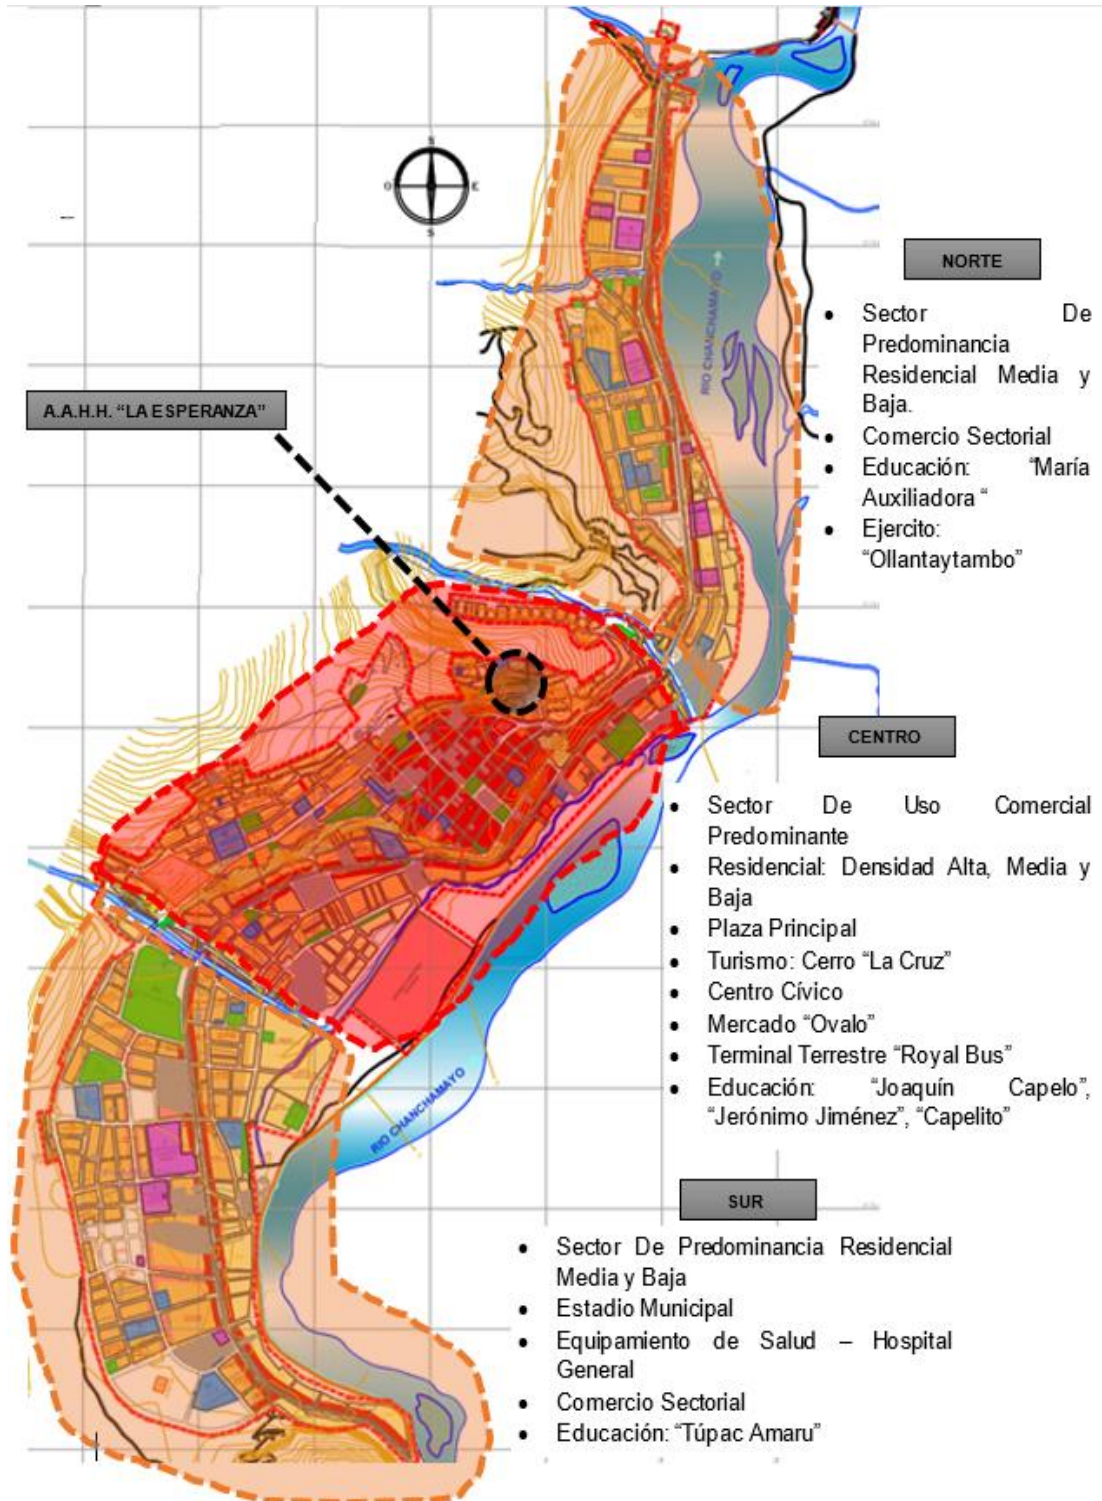 S
O
E
S
NORTE
• Sector De
Predominancia
Residencial Media y
Baja.
• Comercio Sectorial
• Educación: “María
Auxiliadora “
• Ejercito:
“Ollantaytambo”
RIO CHANCHAMAYO
A.A.H.H. “LA ESPERANZA”
CENTRO
• Sector De Uso Comercial
Predominante
• Residencial: Densidad Alta, Media y
Baja
• Plaza Principal
• Turismo: Cerro “La Cruz”
• Centro Cívico
• Mercado “Ovalo”
• Terminal Terrestre “Royal Bus”
• Educación: “Joaquín Capelo”,
“Jerónimo Jiménez”, “Capelito”
RIO CHANCHAMAYO
SUR
• Sector De Predominancia Residencial
Media y Baja
• Estadio Municipal
• Equipamiento de Salud – Hospital
General
• Comercio Sectorial
• Educación: “Túpac Amaru”